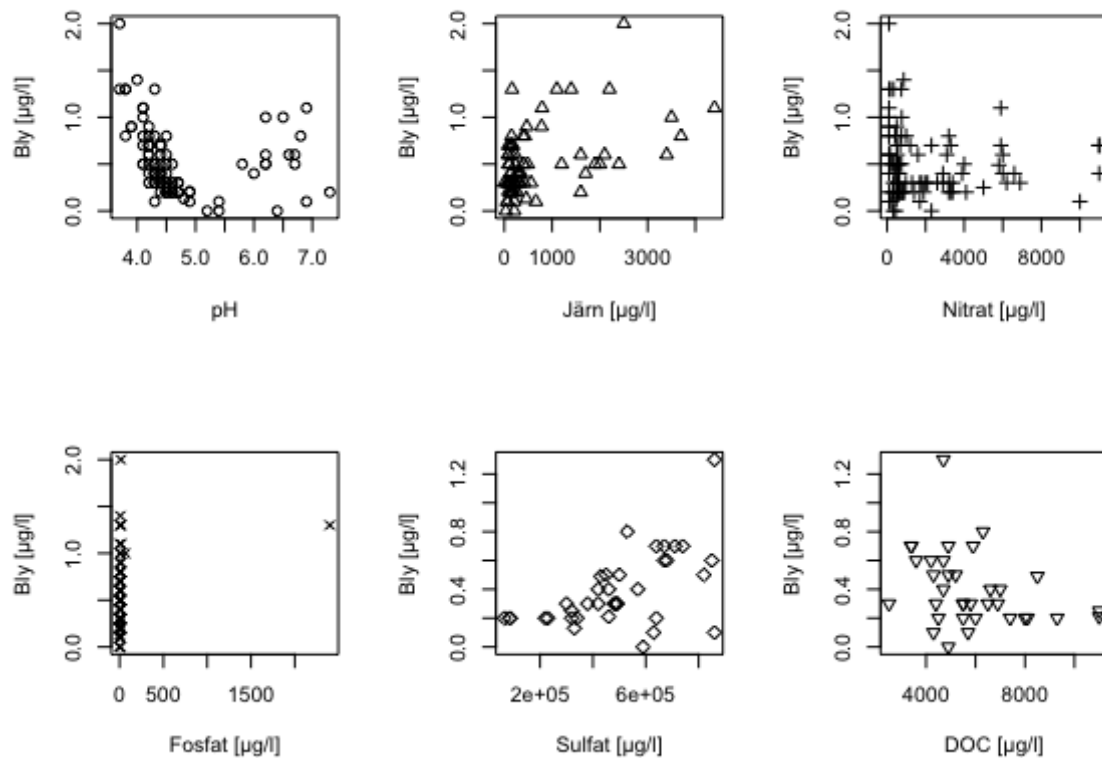 Bly [µg/l]
2.0
1.0
0.0
4.0 5.0 6.0 7.0
pH
Bly [µg/l]
2.0
1.0
0.0
0 1000 3000
Järn [µg/l]
Bly [µg/l]
2.0
1.0
0.0
0 4000 8000
Nitrat [µg/l]
Bly [µg/l]
2.0
1.0
0.0
0 500 1500
Fosfat [µg/l]
Bly [µg/l]
1.2
0.8
0.4
0.0
2e+05 6e+05
Sulfat [µg/l]
Bly [µg/l]
1.2
0.8
0.4
0.0
4000 8000
DOC [µg/l]